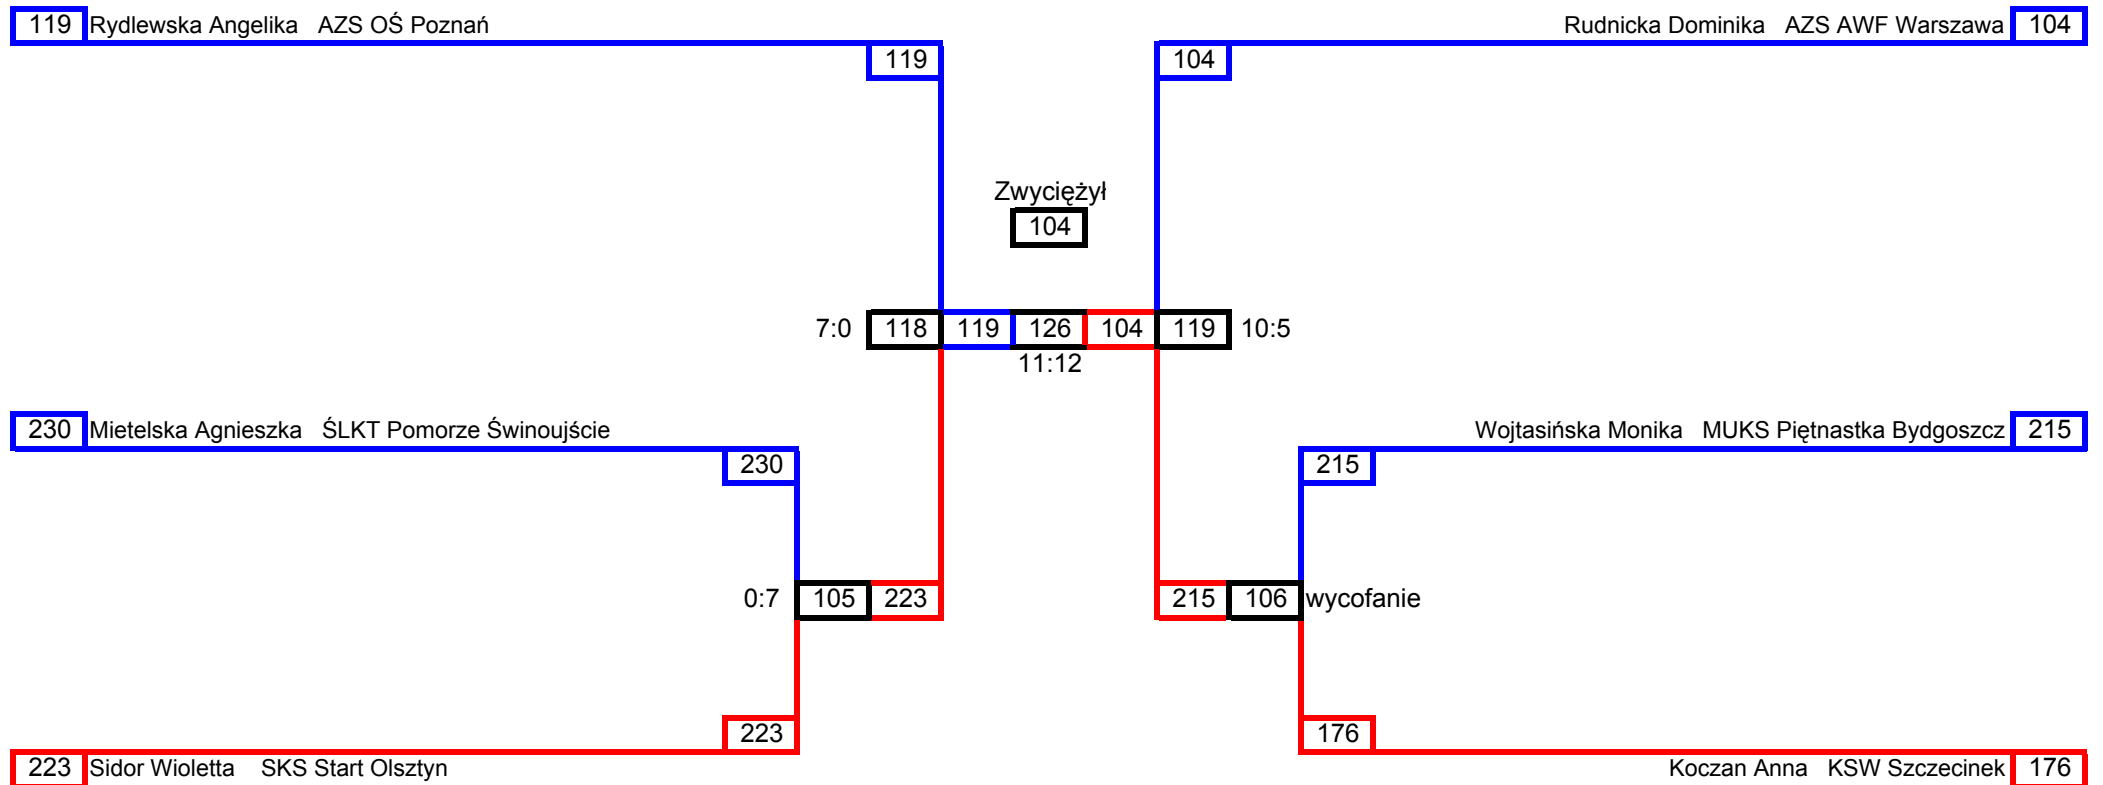 119 Rydlewska Angelika AZS OŚ Poznań Rudnicka Dominika AZS AWF Warszawa 104
119 104
Zwyciężył
104
7:0 118 119 126 104 119 10:5
11:12
230 Mietelska Agnieszka ŚLKT Pomorze Świnoujście Wojtasińska Monika MUKS Piętnastka Bydgoszcz 215
230 215
0:7 105 223 215 106 wycofanie
223 176
223 Sidor Wioletta SKS Start Olsztyn Koczan Anna KSW Szczecinek 176